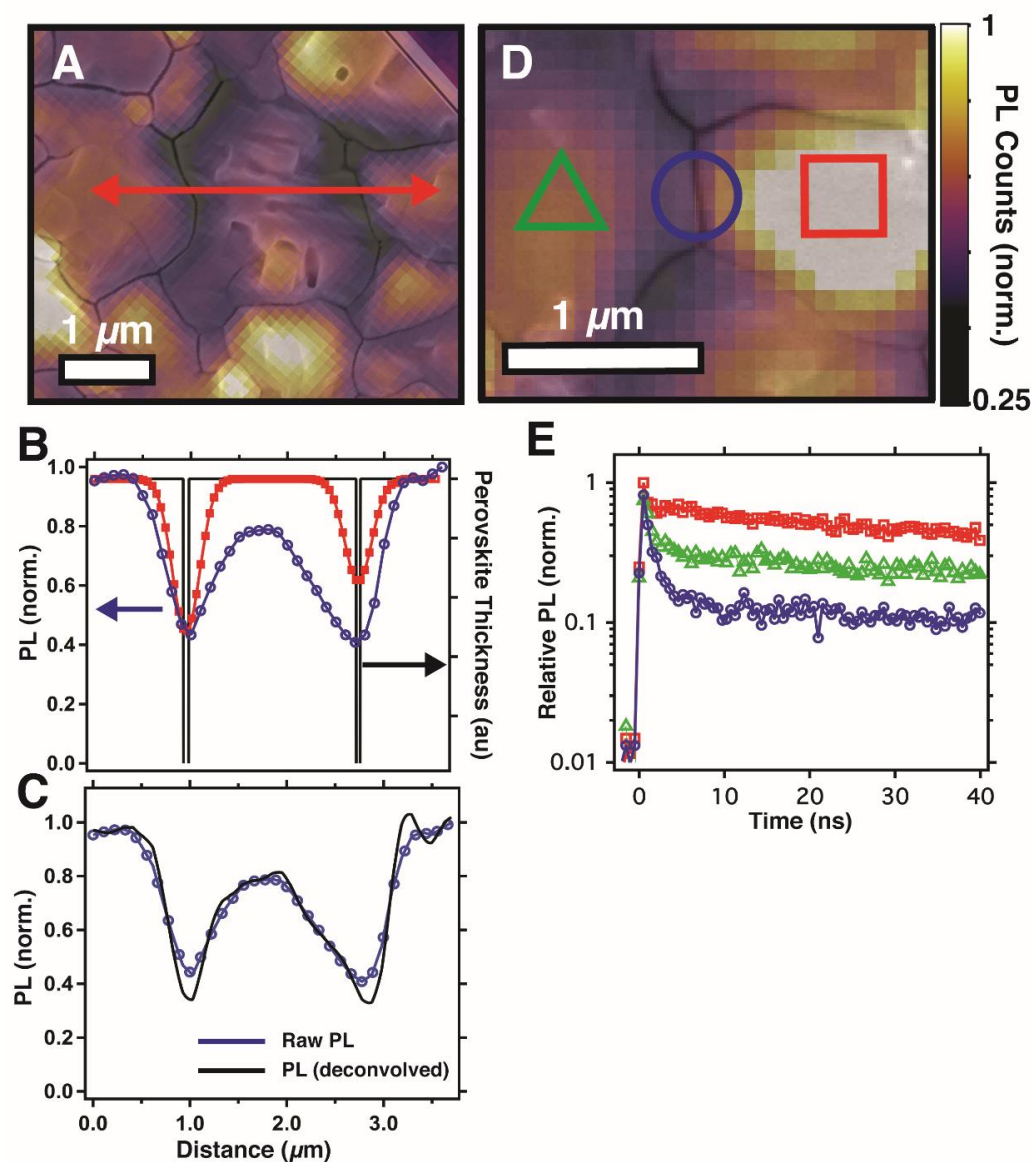 A
1 µm
D
1 µm
1
PL Counts (norm.)
0.25
B
1.0
0.8
0.6
0.4
0.2
0.0
PL (norm.)
Perovskite Thickness (au)
C
1.0
0.8
0.6
0.4
0.2
0.0
PL (norm.)
Raw PL
PL (deconvolved)
0.0 1.0 2.0 3.0
Distance (µm)
E
1
0.1
0.01
Relative PL (norm.)
0 10 20 30 40
Time (ns)